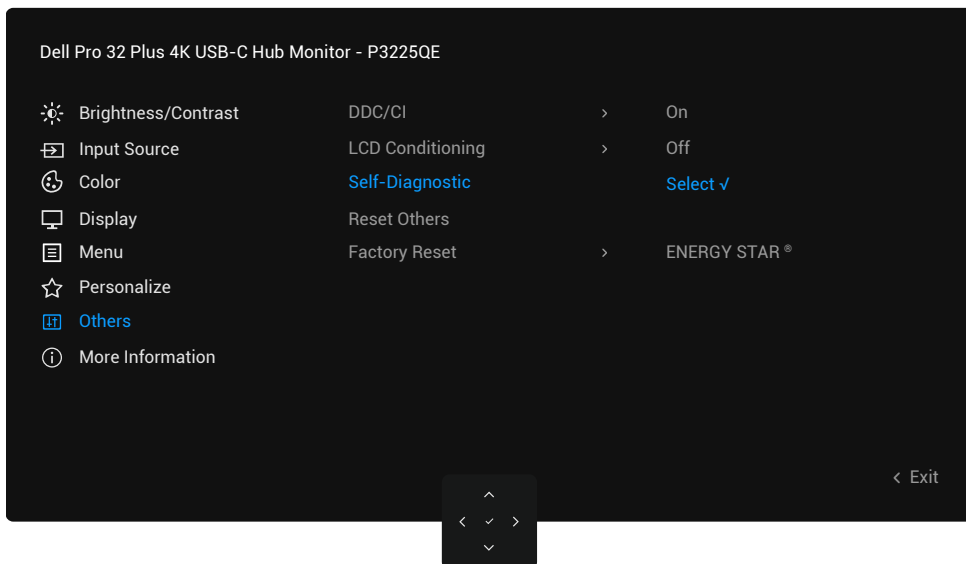 Dell Pro 32 Plus 4K USB-C Hub Monitor - P3225QE
Brightness/Contrast DDC/CI > On
Input Source LCD Conditioning > Off
Color Self-Diagnostic Select √
Display Reset Others
Menu Factory Reset > ENERGY STAR ®
Personalize
Others
More Information
< Exit